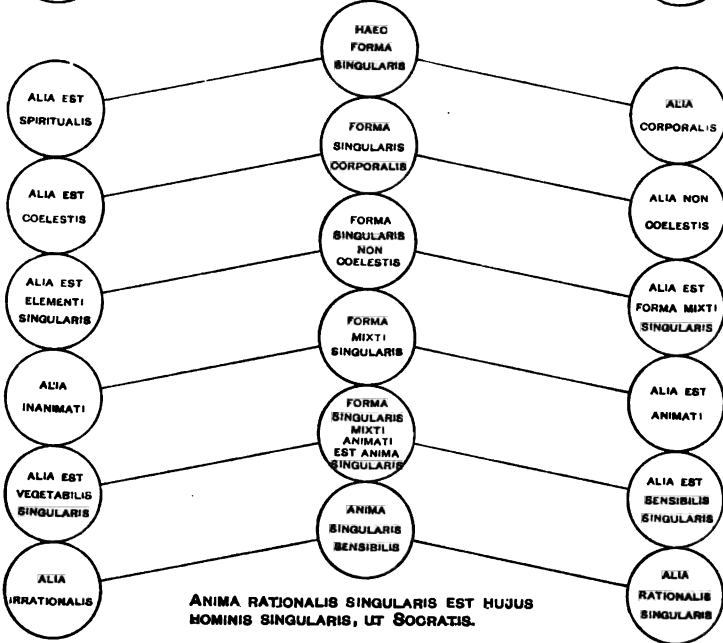 HAEC
FORMA
SINGULARIS
ALIA EST
SPIRITUALIS
ALIA
CORPORALIS
FORMA
SINGULARIS
CORPORALIS
ALIA EST
COELESTIS
ALIA NON
COELESTIS
FORMA
SINGULARIS
NON
COELESTIS
ALIA EST
ELEMENTI
SINGULARIS
ALIA EST
FORMA MIXTI
SINGULARIS
FORMA
MIXTI
SINGULARIS
ALIA
INANIMATI
ALIA EST
ANIMATI
FORMA
SINGULARIS
MIXTI
ANIMATI
EST ANIMA
SINGULARIS
ALIA EST
VEGETABILIS
SINGULARIS
ALIA EST
SENSIBILIS
SINGULARIS
ANIMA
SINGULARIS
SENSIBILIS
ALIA
IRRATIONALIS
ALIA
RATIONALIS
SINGULARIS
ANIMA RATIONALIS SINGULARIS EST HUJUS
HOMINIS SINGULARIS, UT SOCRATIS.